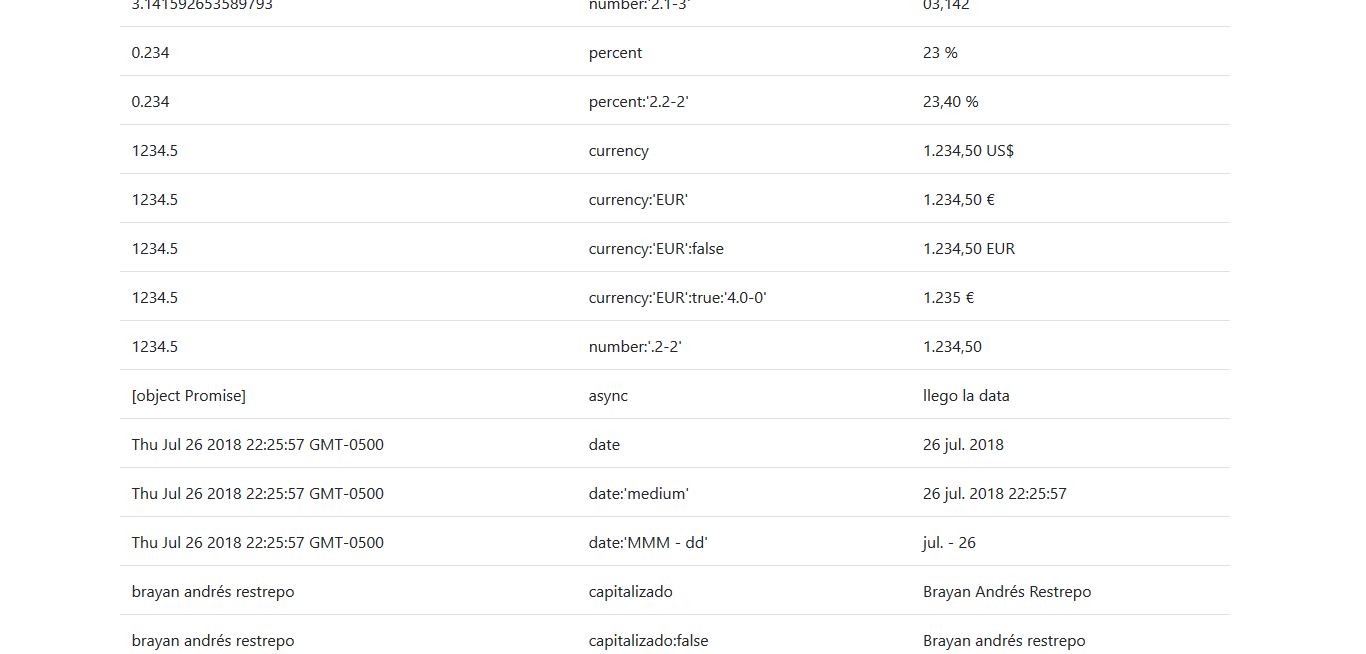 3.141592653589793 number:'2.1-3' 03,142
0.234 percent 23 %
0.234 percent:'2.2-2' 23,40 %
1234.5 currency 1.234,50 US$
1234.5 currency:'EUR' 1.234,50 €
1234.5 currency:'EUR':false 1.234,50 EUR
1234.5 currency:'EUR':true:'4.0-0' 1.235 €
1234.5 number:'.2-2' 1.234,50
[object Promise] async llego la data
Thu Jul 26 2018 22:25:57 GMT-0500 date 26 jul. 2018
Thu Jul 26 2018 22:25:57 GMT-0500 date:'medium' 26 jul. 2018 22:25:57
Thu Jul 26 2018 22:25:57 GMT-0500 date:'MMM - dd' jul. - 26
brayan andrés restrepo capitalizado Brayan Andrés Restrepo
brayan andrés restrepo capitalizado:false Brayan andrés restrepo